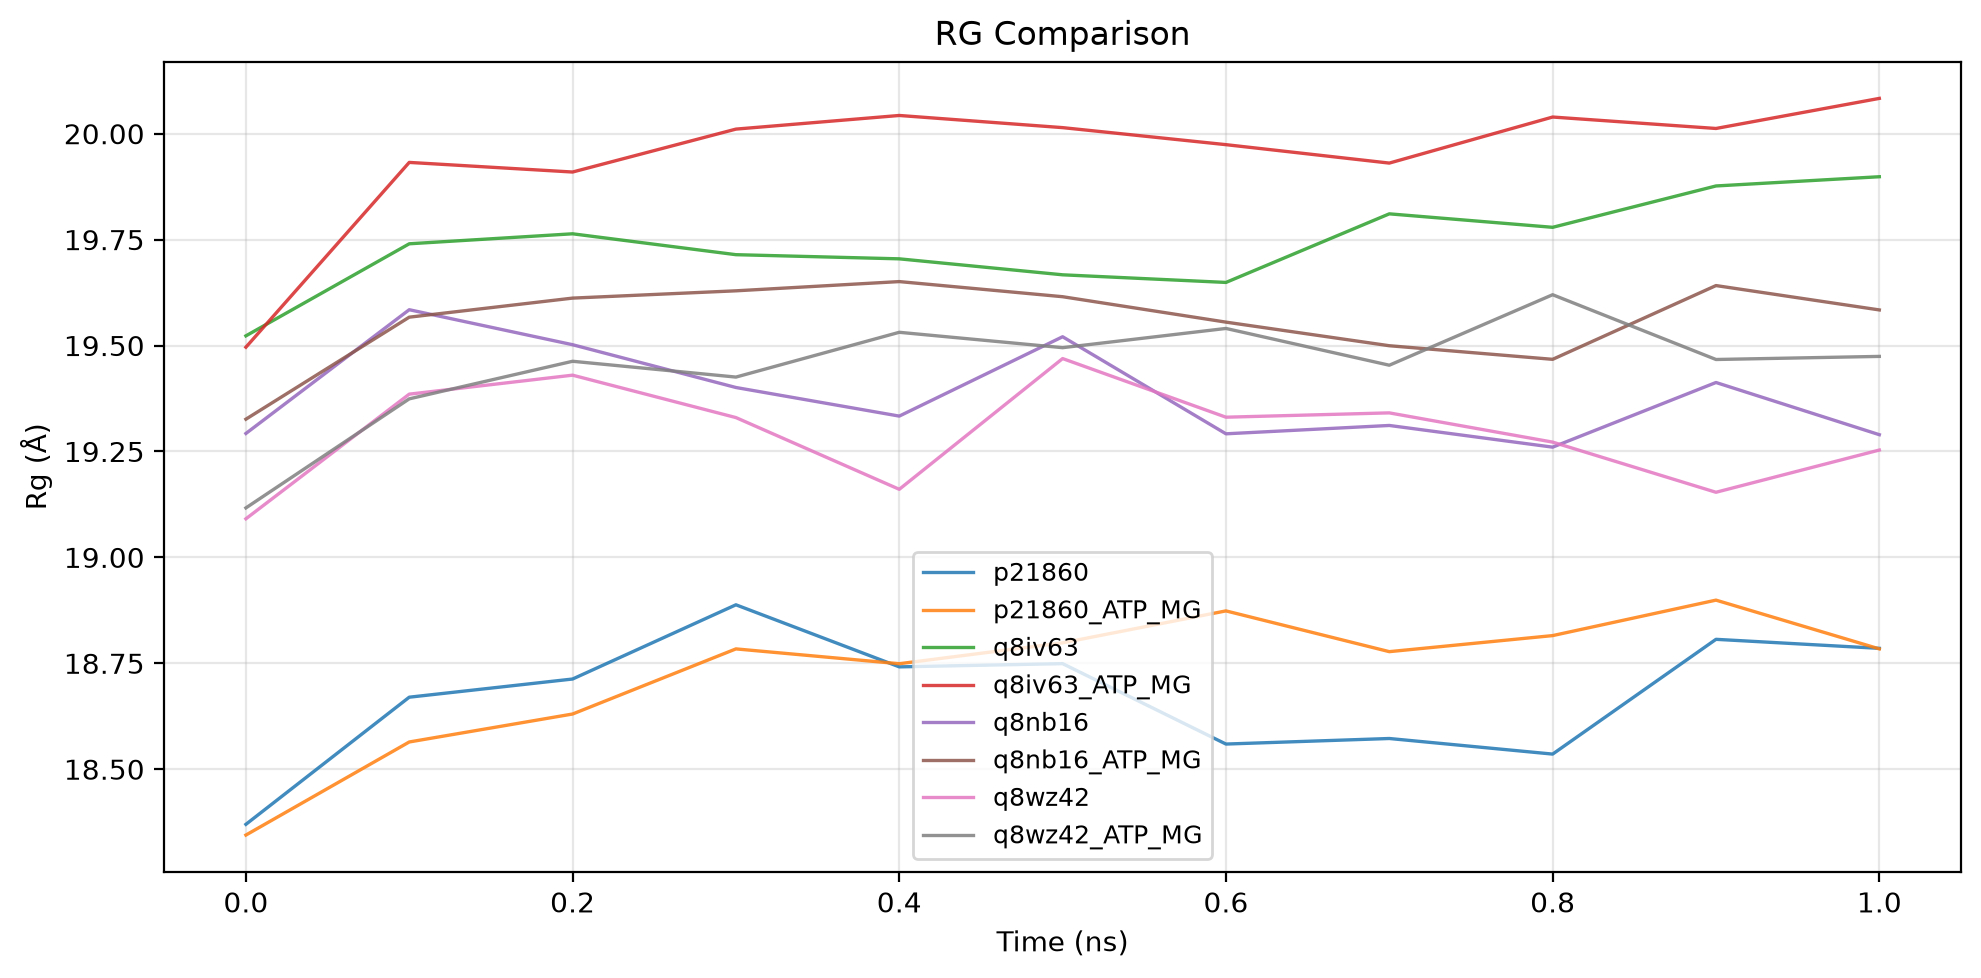 RG Comparison
Rg (Å)
20.00
19.75
19.50
19.25
19.00
18.75
18.50
p21860
p21860_ATP_MG
q8iv63
q8iv63_ATP_MG
q8nb16
q8nb16_ATP_MG
q8wz42
q8wz42_ATP_MG
0.0 0.2 0.4 0.6 0.8 1.0
Time (ns)